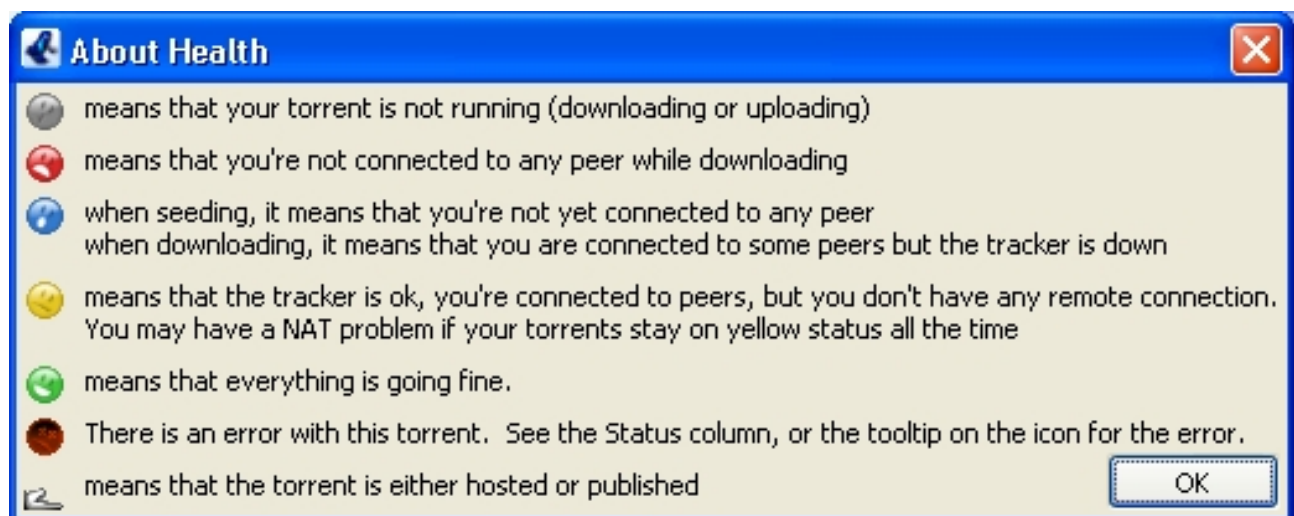 About Health
means that your torrent is not running (downloading or uploading)
means that you're not connected to any peer while downloading
when seeding, it means that you're not yet connected to any peer
when downloading, it means that you are connected to some peers but the tracker is down
means that the tracker is ok, you're connected to peers, but you don't have any remote connection.
You may have a NAT problem if your torrents stay on yellow status all the time
means that everything is going fine.
There is an error with this torrent.  See the Status column, or the tooltip on the icon for the error.
means that the torrent is either hosted or published
OK